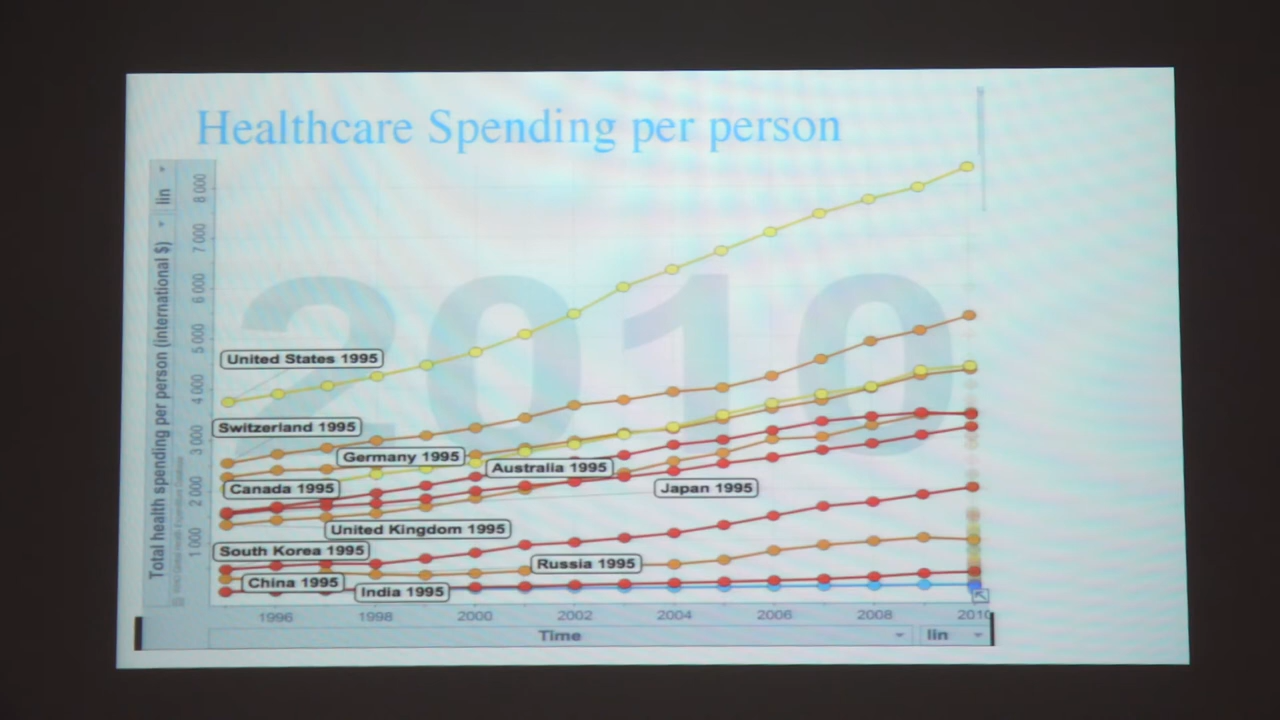 Healthcare Spending per person
lin
Total health spending per person (international $)
8 000
7 000
6 000
5 000
4 000
3 000
2 000
1 000
2010
United States 1995
Switzerland 1995
Germany 1995
Australia 1995
Canada 1995
Japan 1995
United Kingdom 1995
South Korea 1995
Russia 1995
China 1995
India 1995
1996 1998 2000 2002 2004 2006 2008 2010
Time lin